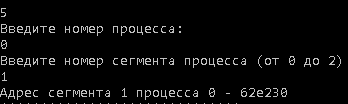 5
Введите номер процесса:
0
Введите номер сегмента процесса (от 0 до 2)
1
Адрес сегмента 1 процесса 0 - 62e230